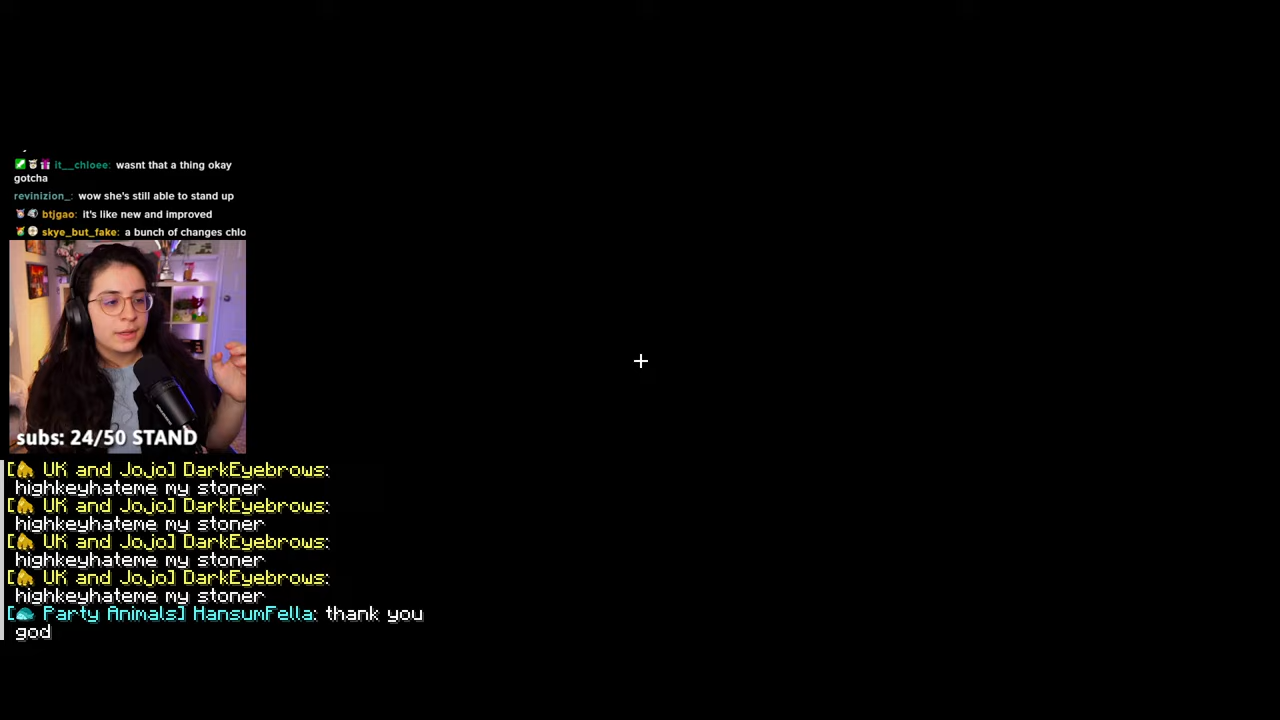 it__chloee: wasnt that a thing okay
gotcha
revinizion_: wow she's still able to stand up
btjgao: it's like new and improved
skye_but_fake: a bunch of changes chlo
subs: 24/50 STAND
[UK and Jojo] DarkEyebrows:
highkeyhateme my stoner
[UK and Jojo] DarkEyebrows:
highkeyhateme my stoner
[UK and Jojo] DarkEyebrows:
highkeyhateme my stoner
[UK and Jojo] DarkEyebrows:
highkeyhateme my stoner
[Party Animals] HansumFella: thank you
god